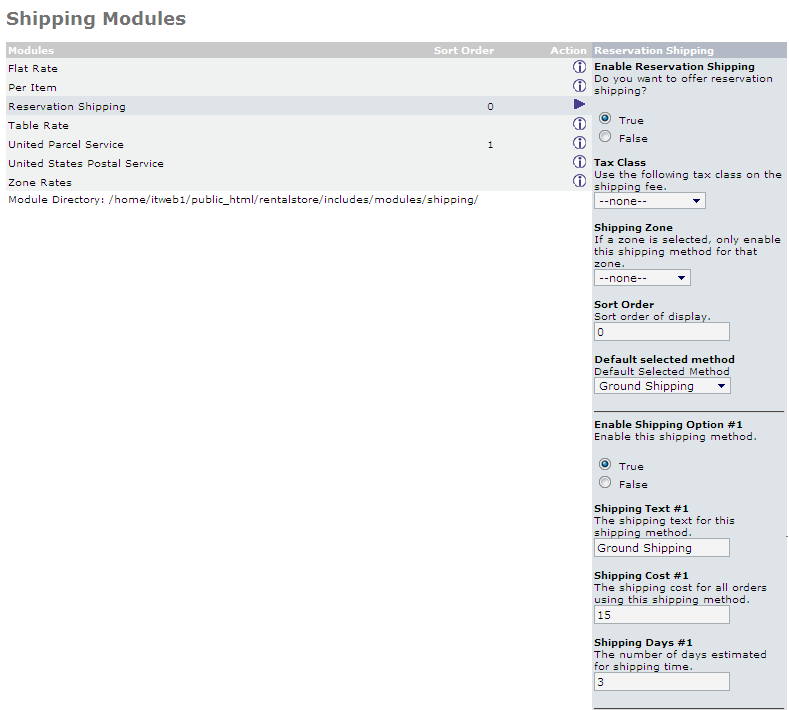 Shipping Modules
Modules Sort Order Action
Flat Rate
Per Item
Reservation Shipping 0
Table Rate
United Parcel Service 1
United States Postal Service
Zone Rates
Module Directory: /home/itweb1/public_html/rentalstore/includes/modules/shipping/
Reservation Shipping
Enable Reservation Shipping
Do you want to offer reservation
shipping?
True
False
Tax Class
Use the following tax class on the
shipping fee.
--none--
Shipping Zone
If a zone is selected, only enable
this shipping method for that
zone.
--none--
Sort Order
Sort order of display.
0
Default selected method
Default Selected Method
Ground Shipping
Enable Shipping Option #1
Enable this shipping method.
True
False
Shipping Text #1
The shipping text for this
shipping method.
Ground Shipping
Shipping Cost #1
The shipping cost for all orders
using this shipping method.
15
Shipping Days #1
The number of days estimated
for shipping time.
3